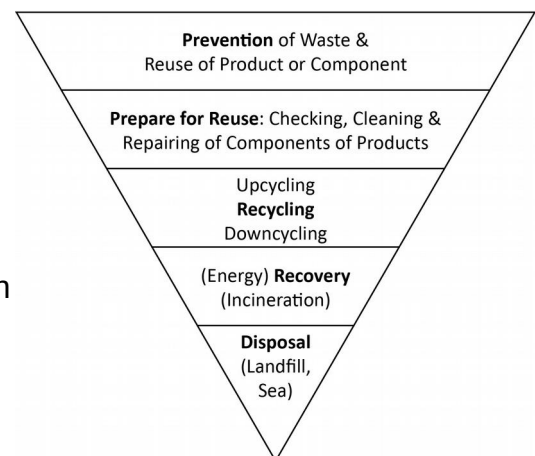 Prevention of Waste &
Reuse of Product or Component
Prepare for Reuse: Checking, Cleaning &
Repairing of Components of Products
Upcycling
Recycling
Downcycling
(Energy) Recovery
(Incineration)
Disposal
(Landfill,
Sea)